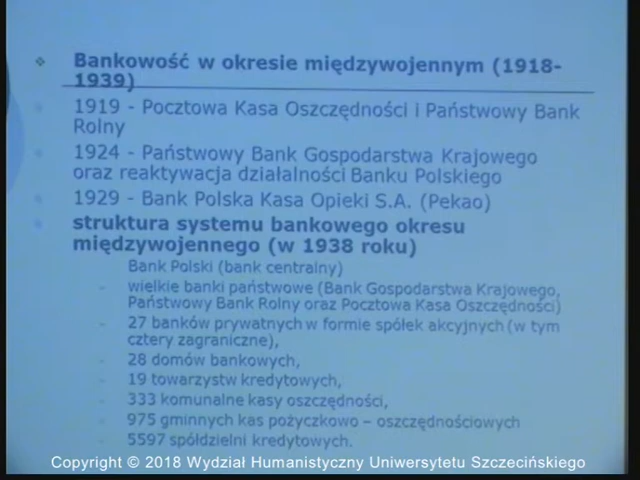 Bankowość w okresie międzywojennym (1918-
1939)
1919 - Pocztowa Kasa Oszczędności i Państwowy Bank
Rolny
1924 - Państwowy Bank Gospodarstwa Krajowego
oraz reaktywacja działalności Banku Polskiego
1929 - Bank Polska Kasa Opieki S.A. (Pekao)
struktura systemu bankowego okresu
międzywojennego (w 1938 roku)
Bank Polski (bank centralny)
- wielkie banki państwowe (Bank Gospodarstwa Krajowego,
Państwowy Bank Rolny oraz Pocztowa Kasa Oszczędności)
- 27 banków prywatnych w formie spółek akcyjnych (w tym
cztery zagraniczne),
- 28 domów bankowych,
- 19 towarzystw kredytowych,
- 333 komunalne kasy oszczędności,
- 975 gminnych kas pożyczkowo – oszczędnościowych
- 5597 spółdzielni kredytowych.
Copyright © 2018 Wydział Humanistyczny Uniwersytetu Szczecińskiego